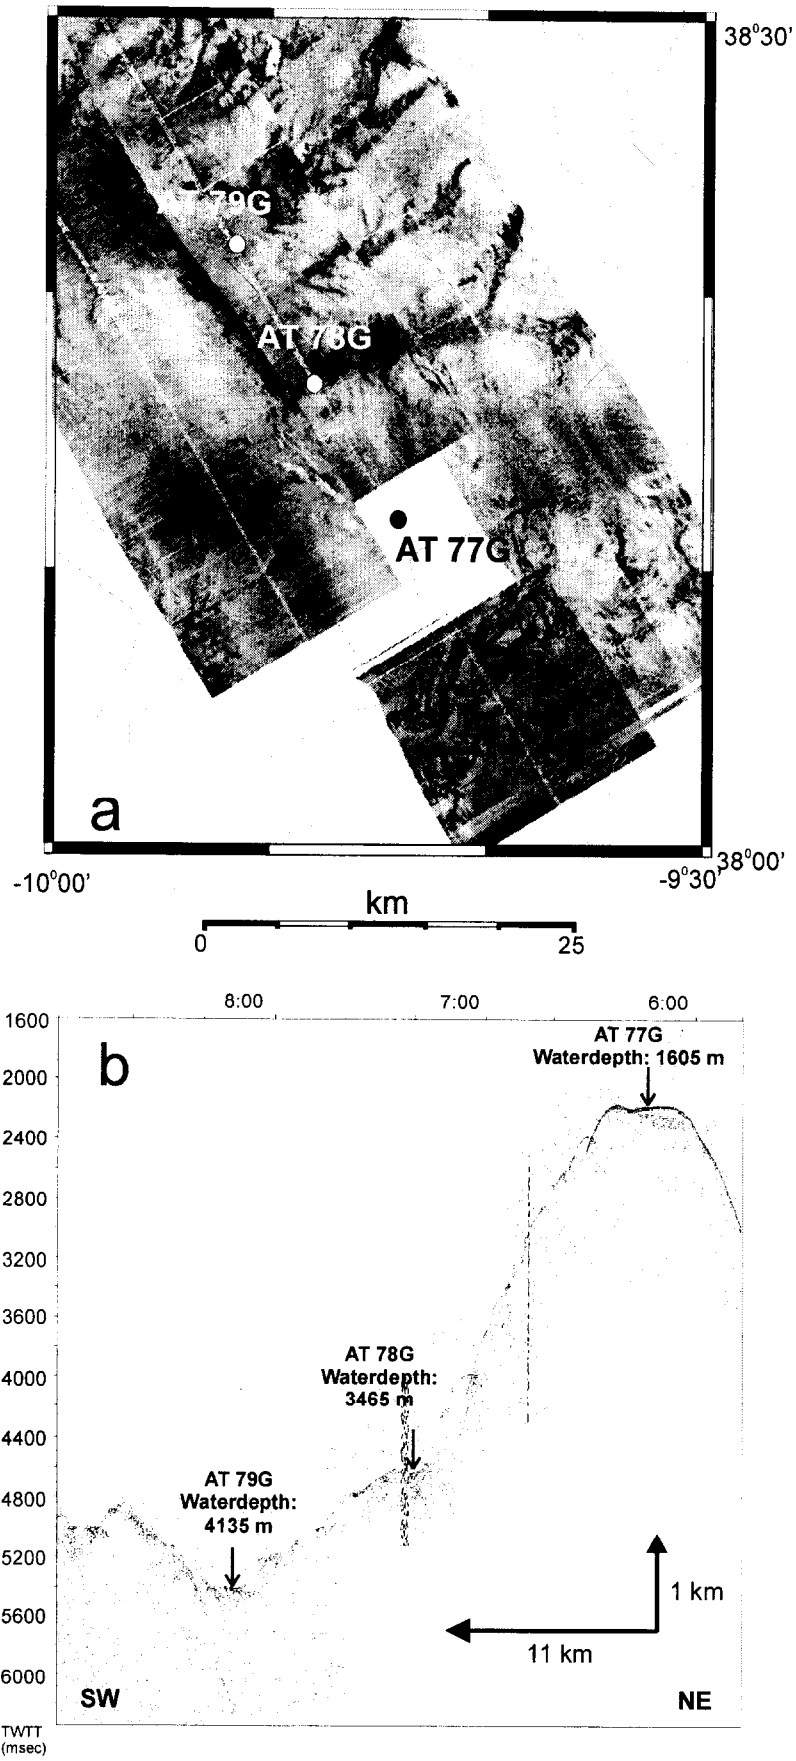 38°30'
AT 79G
AT 78G
AT 77G
a
38°00'
-10°00'
-9°30'
km
0 25
8:00 7:00 6:00
1600
b
AT 77G
Waterdepth: 1605 m
2000
2400
2800
3200
3600
AT 78G
Waterdepth:
3465 m
4000
4400
AT 79G
Waterdepth:
4135 m
4800
5200
1 km
5600
11 km
6000
SW NE
TWTT
(msec)